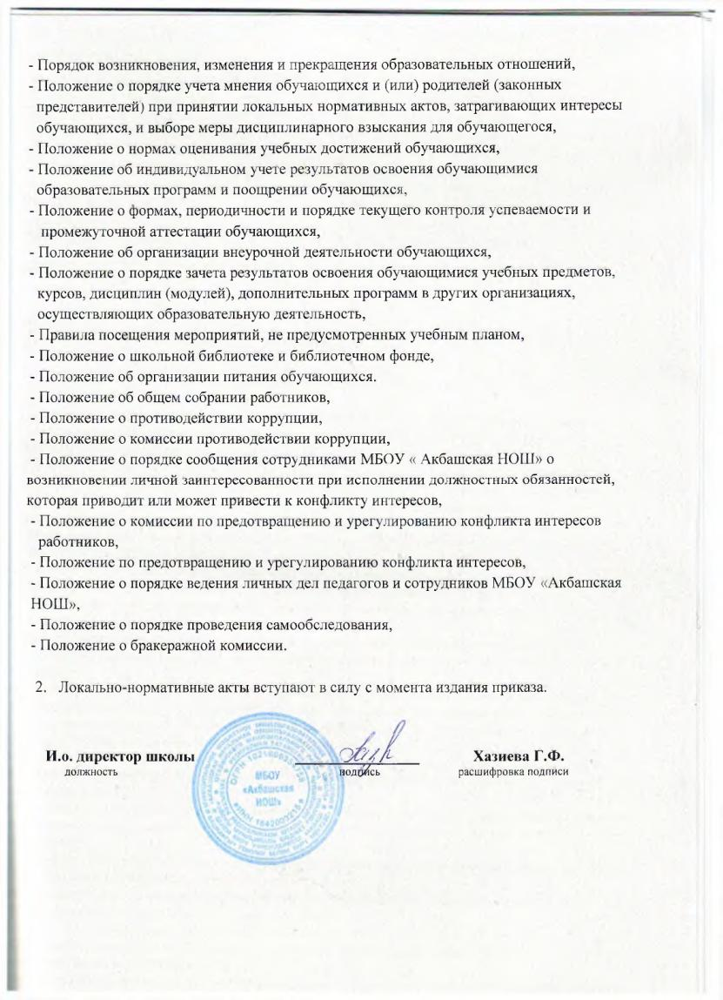 - Порядок возникновения, изменения и прекращения образовательных отношений,
- Положение о порядке учета мнения обучающихся и (или) родителей (законных
представителей) при принятии локальных нормативных актов, затрагивающих интересы
обучающихся, и выборе меры дисциплинарного взыскания для обучающегося,
- Положение о нормах оценивания учебных достижений обучающихся,
- Положение об индивидуальном учете результатов освоения обучающимися
образовательных программ и поощрении обучающихся,
- Положение о формах, периодичности и порядке текущего контроля успеваемости и
промежуточной аттестации обучающихся,
- Положение об организации внеурочной деятельности обучающихся,
- Положение о порядке зачета результатов освоения обучающимися учебных предметов,
курсов, дисциплин (модулей), дополнительных программ в других организациях,
осуществляющих образовательную деятельность,
- Правила посещения мероприятий, не предусмотренных учебным планом,
- Положение о школьной библиотеке и библиотечном фонде,
- Положение об организации питания обучающихся.
- Положение об общем собрании работников,
- Положение о противодействии коррупции,
- Положение о комиссии противодействии коррупции,
- Положение о порядке сообщения сотрудниками МБОУ « Акбашская НОШ» о
возникновении личной заинтересованности при исполнении должностных обязанностей,
которая приводит или может привести к конфликту интересов,
- Положение о комиссии по предотвращению и урегулированию конфликта интересов
работников,
- Положение по предотвращению и урегулированию конфликта интересов,
- Положение о порядке ведения личных дел педагогов и сотрудников МБОУ «Акбашская
НОШ»,
- Положение о порядке проведения самообследования,
- Положение о бракеражной комиссии.
2. Локально-нормативные акты вступают в силу с момента издания приказа.
И.о. директор школы Хазиева Г.Ф.
должность подпись расшифровка подписи
МБОУ
«Акбашская
НОШ»